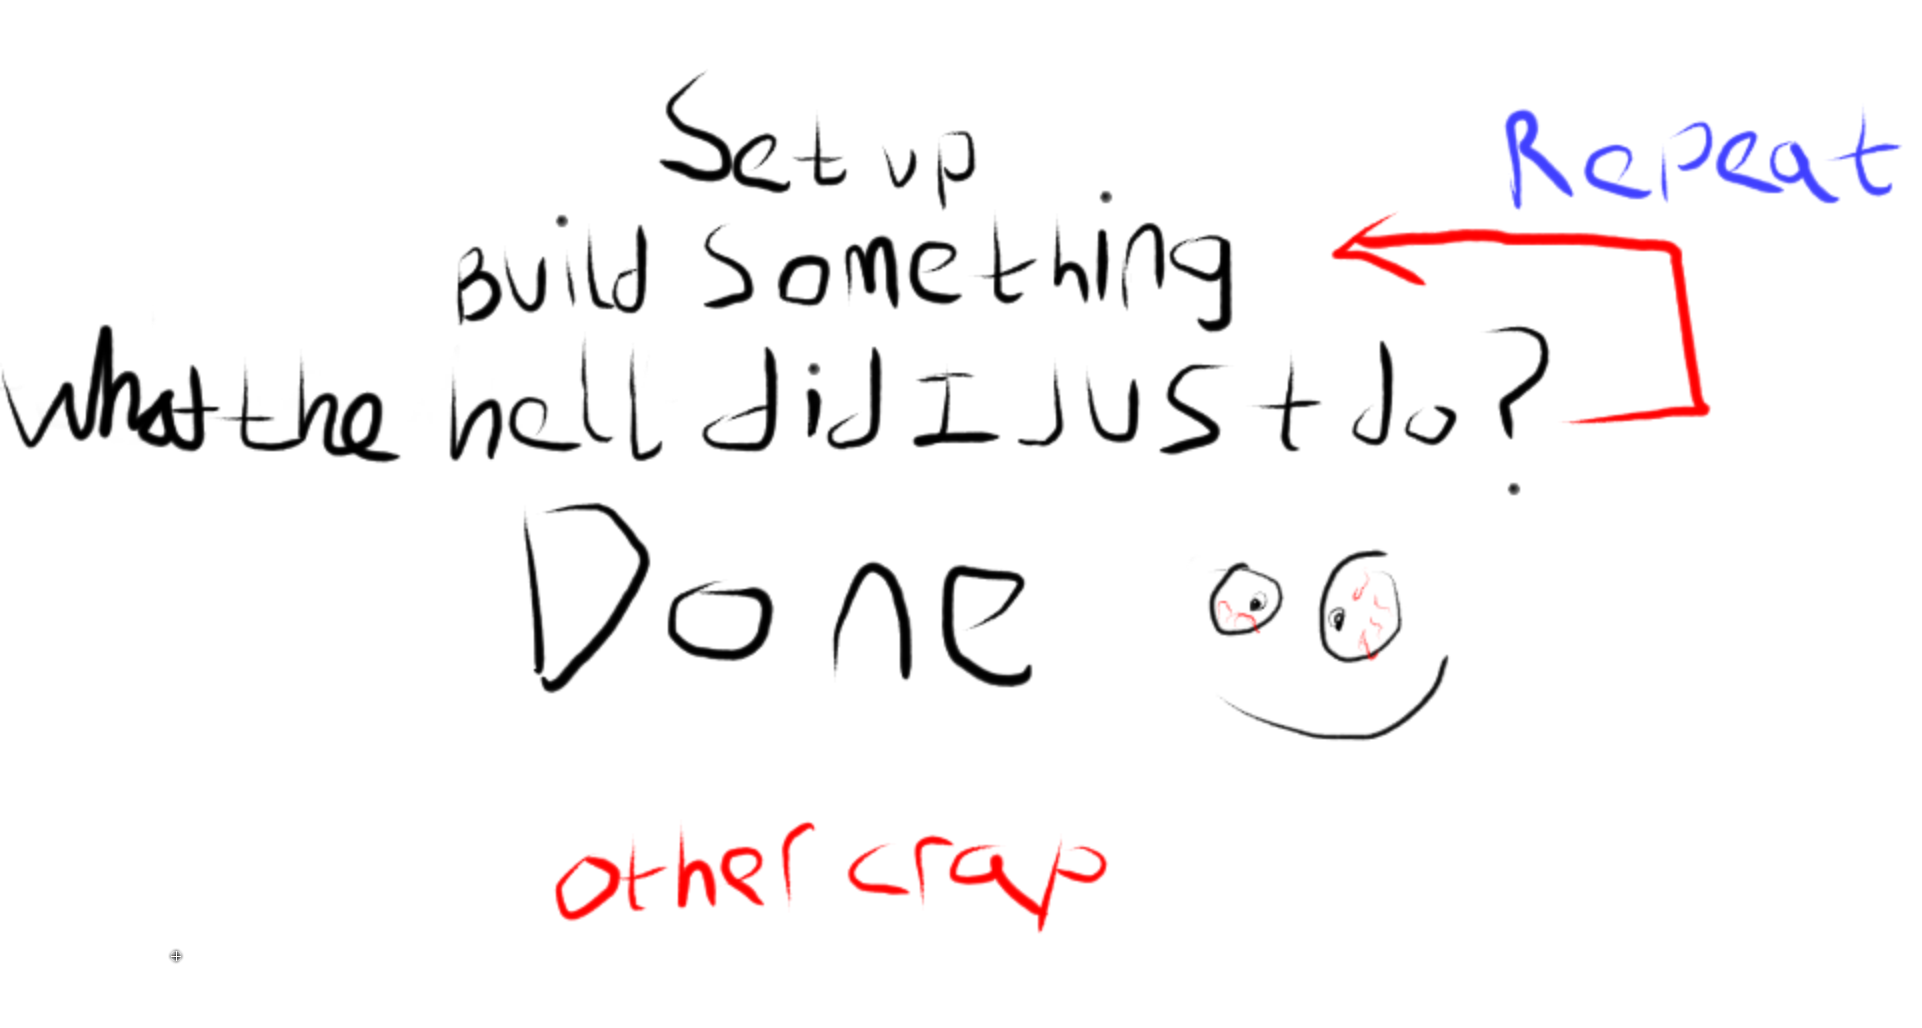 Set up
Repeat
Build Something
What the hell did I Just do?
Done
other crap